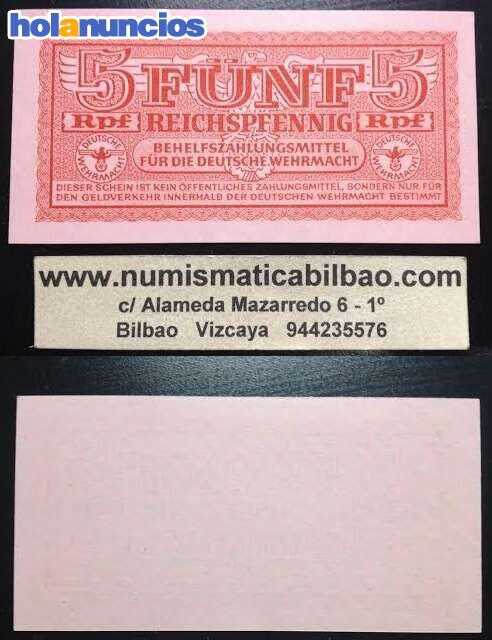 holanuncios
5 FÜNF 5
Rpf REICHSPFENNIG Rpf
BEHELFSZAHLUNGSMITTEL
FÜR DIE DEUTSCHE WEHRMACHT
DEUTSCHE WEHRMACHT
DEUTSCHE WEHRMACHT
DIESER SCHEIN IST KEIN ÖFFENTLICHES ZAHLUNGSMITTEL, SONDERN NUR FÜR
DEN GELDVERKEHR INNERHALB DER DEUTSCHEN WEHRMACHT BESTIMMT
www.numismaticabilbao.com
c/ Alameda Mazarredo 6 - 1º
Bilbao Vizcaya 944235576